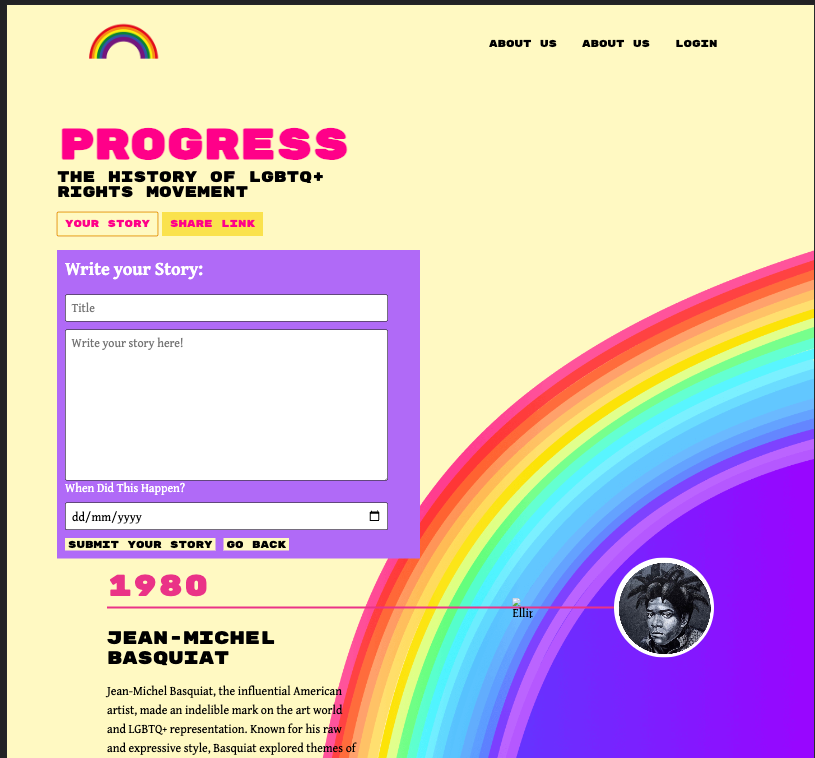 ABOUT US ABOUT US LOGIN
PROGRESS
THE HISTORY OF LGBTQ+
RIGHTS MOVEMENT
YOUR STORY SHARE LINK
Write your Story:
Title
Write your story here!
When Did This Happen?
dd/mm/yyyy
SUBMIT YOUR STORY GO BACK
1980
Ellip
JEAN-MICHEL
BASQUIAT
Jean-Michel Basquiat, the influential American
artist, made an indelible mark on the art world
and LGBTQ+ representation. Known for his raw
and expressive style, Basquiat explored themes of